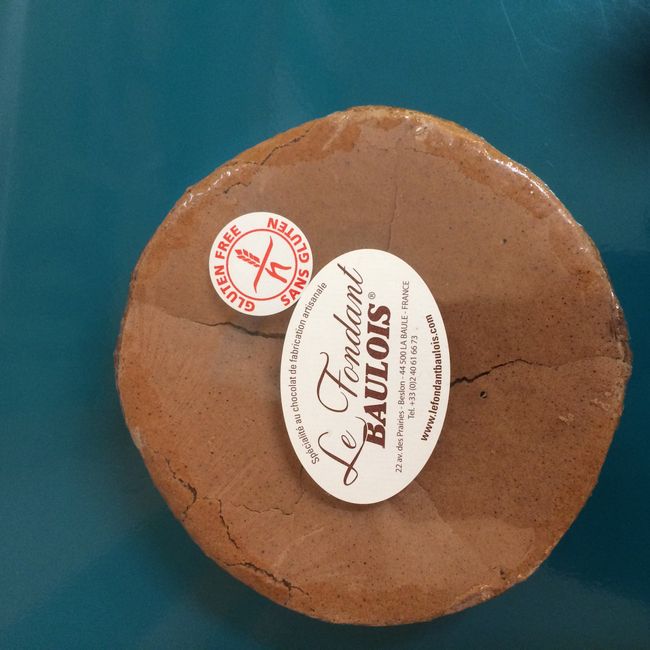 GLUTEN FREE
SANS GLUTEN
Spécialité au chocolat de fabrication artisanale
Le Fondant
BAULOIS®
22 av. des Prairies - Beslon - 44 500 LA BAULE - FRANCE
Tel. +33 (0)2 40 61 66 73
www.lefondantbaulois.com